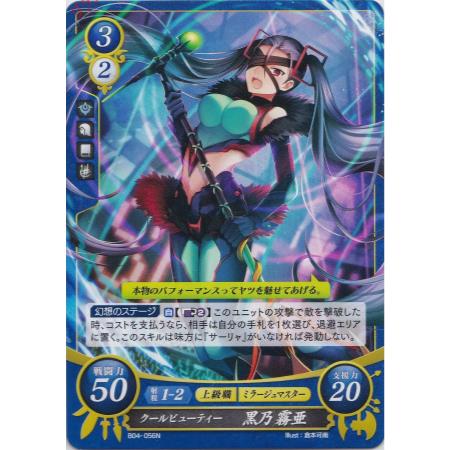 3
2
本物のパフォーマンスってヤツを魅せてあげる。
幻想のステージ 自 2 このユニットの攻撃で敵を撃破した
時、コストを支払うなら、相手は自分の手札を1枚選び、退避エリア
に置く。このスキルは味方に『サーリャ』がいなければ発動しない。
戦闘力 50 射程 1-2 上級職 ミラージュマスター 支援力 20
クールビューティー 黒乃霧亜
B04-056N Illust:倉本可南